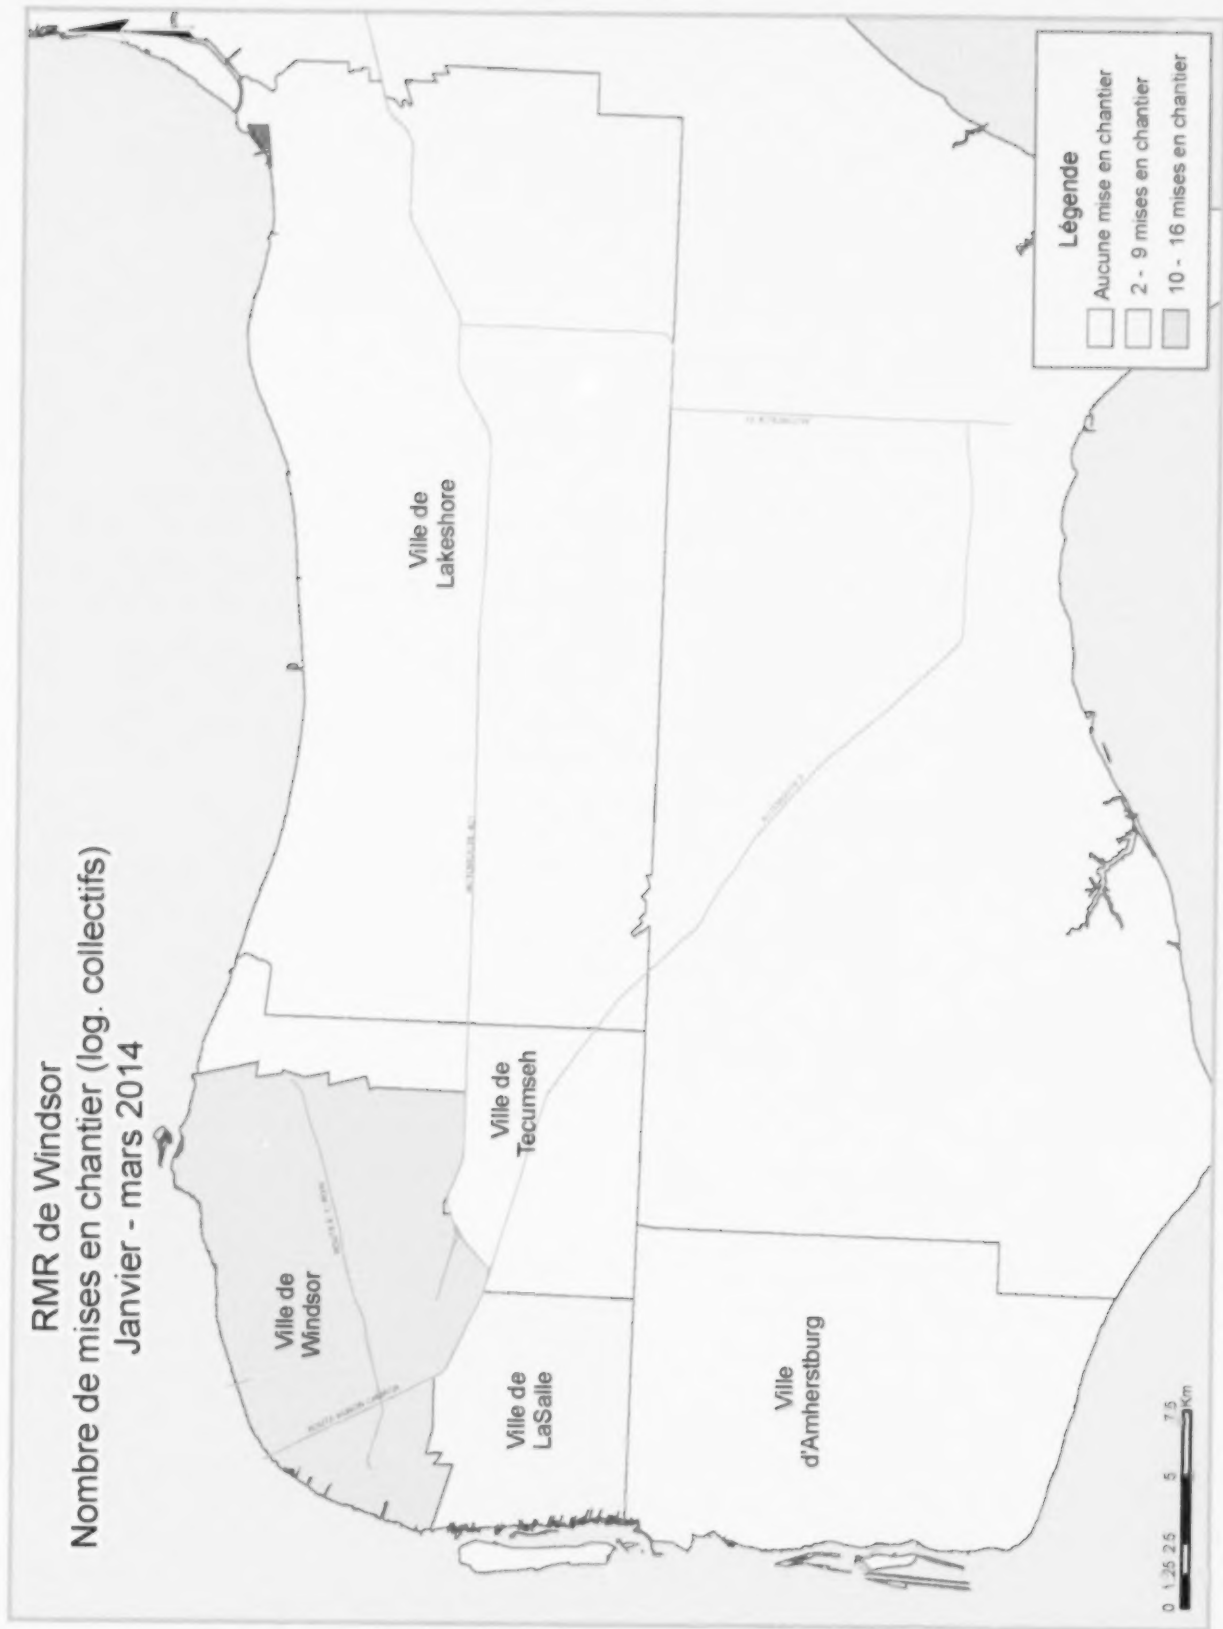 RMR de Windsor
Nombre de mises en chantier (log. collectifs)
Janvier - mars 2014
Ville de
Windsor
Ville de
LaSalle
Ville de
Tecumseh
Ville de
Lakeshore
Ville
d'Amherstburg
Légende
Aucune mise en chantier
2 - 9 mises en chantier
10 - 16 mises en chantier
0 1.25 2.5 5 7.5
Km